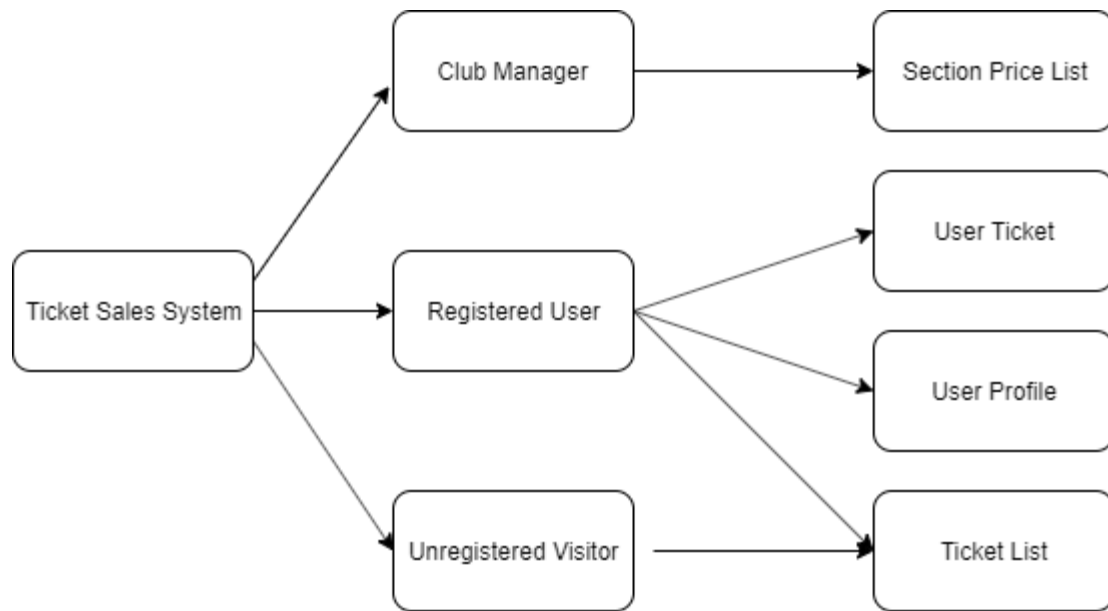 Club Manager
Section Price List
User Ticket
Ticket Sales System
Registered User
User Profile
Unregistered Visitor
Ticket List